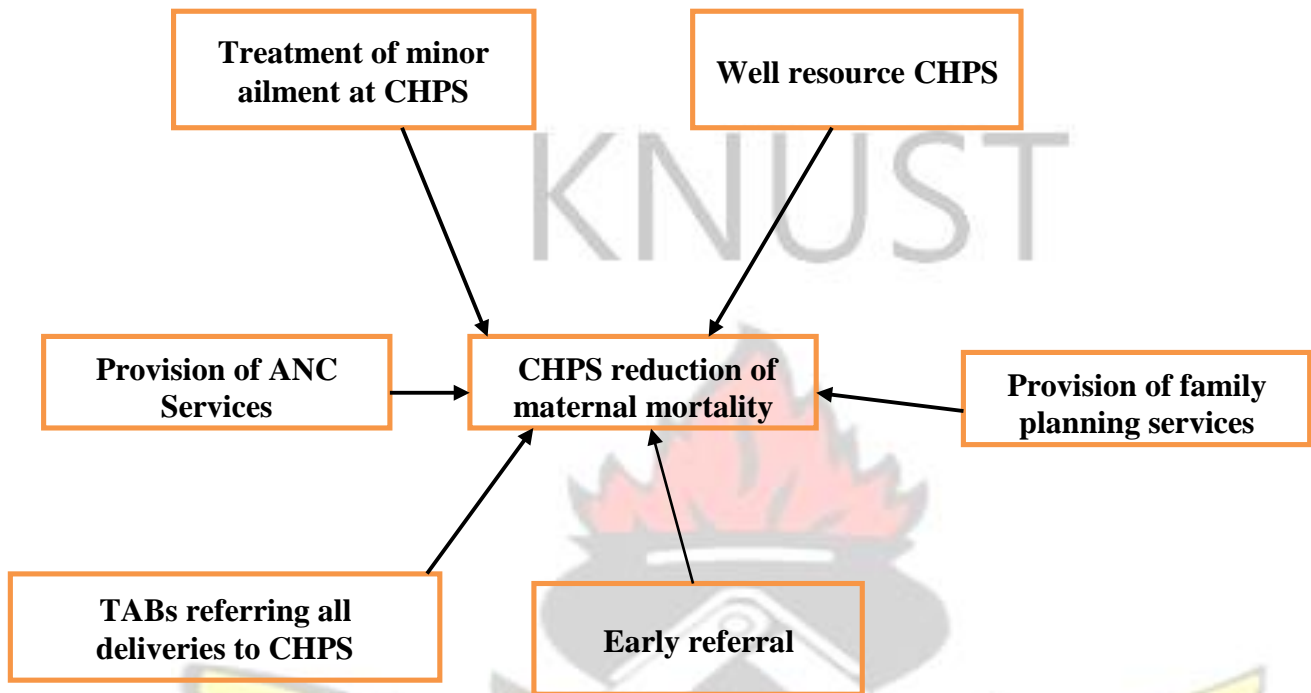 Treatment of minor
ailment at CHPS
Well resource CHPS
KNUST
Provision of ANC
Services
CHPS reduction of
maternal mortality
Provision of family
planning services
TABs referring all
deliveries to CHPS
Early referral